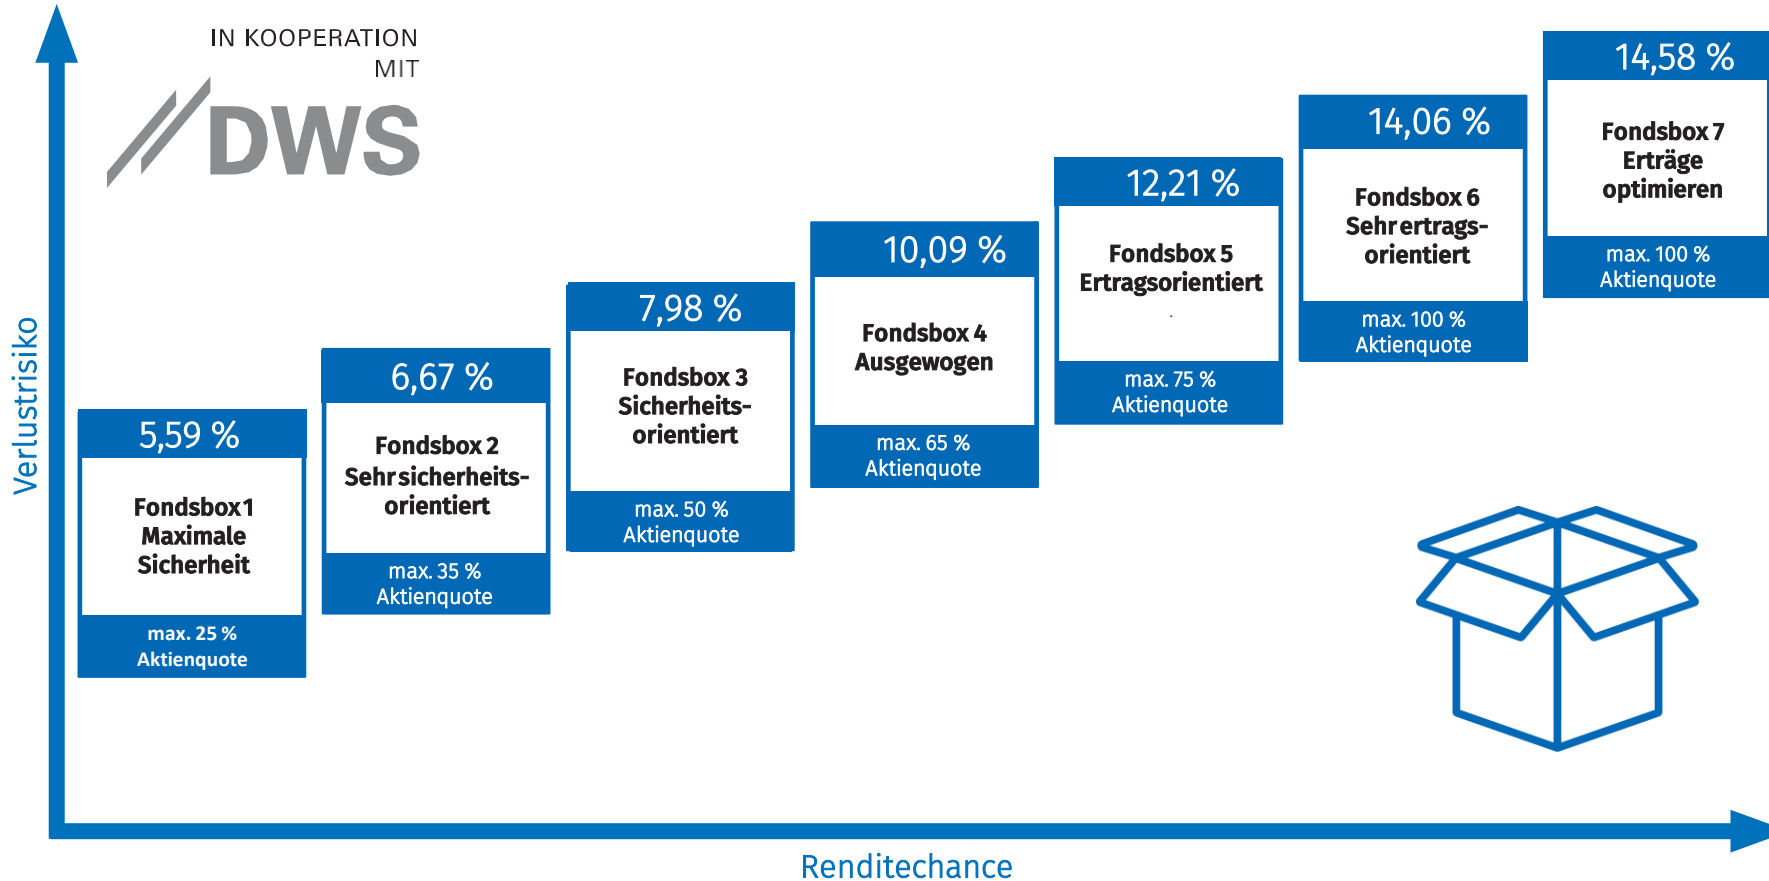 IN KOOPERATION
MIT
DWS
Verlustrisiko
5,59 %
Fondsbox 1
Maximale
Sicherheit
max. 25 %
Aktienquote
6,67 %
Fondsbox 2
Sehr sicherheits-
orientiert
max. 35 %
Aktienquote
7,98 %
Fondsbox 3
Sicherheits-
orientiert
max. 50 %
Aktienquote
10,09 %
Fondsbox 4
Ausgewogen
max. 65 %
Aktienquote
12,21 %
Fondsbox 5
Ertragsorientiert
max. 75 %
Aktienquote
14,06 %
Fondsbox 6
Sehr ertrags-
orientiert
max. 100 %
Aktienquote
14,58 %
Fondsbox 7
Erträge
optimieren
max. 100 %
Aktienquote
Renditechance